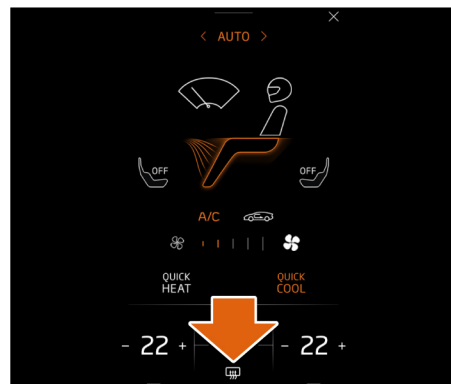 < AUTO >
OFF
OFF
A/C
QUICK
HEAT
QUICK
COOL
- 22 +
- 22 +